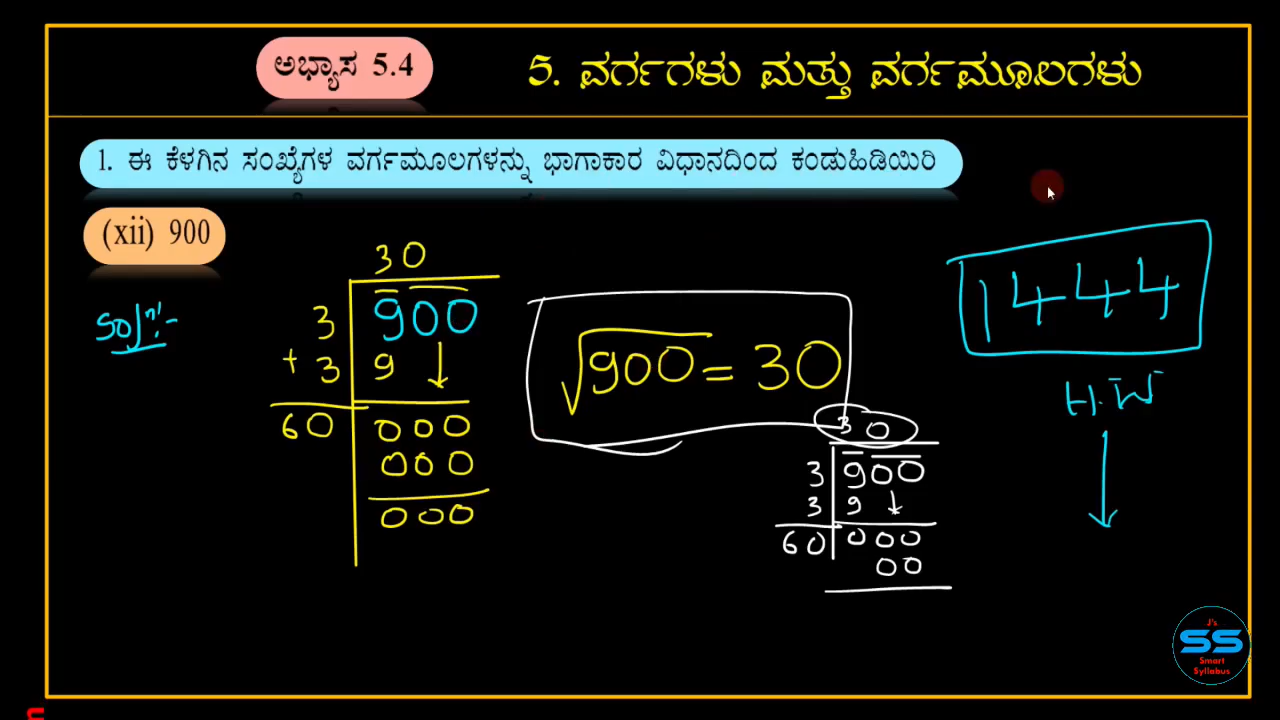 ಅಭ್ಯಾಸ 5.4
5. ವರ್ಗಗಳು ಮತ್ತು ವರ್ಗಮೂಲಗಳು
1. ಈ ಕೆಳಗಿನ ಸಂಖ್ಯೆಗಳ ವರ್ಗಮೂಲಗಳನ್ನು ಭಾಗಾಕಾರ ವಿಧಾನದಿಂದ ಕಂಡುಹಿಡಿಯಿರಿ
(xii) 900
Solⁿ:-
30
3 900
+ 3 9 ↓
60 000
000
000
√900 = 30
30
3 900
3 9 ↓
60 000
00
1444
H.W
↓
J's
SS
Smart
Syllabus